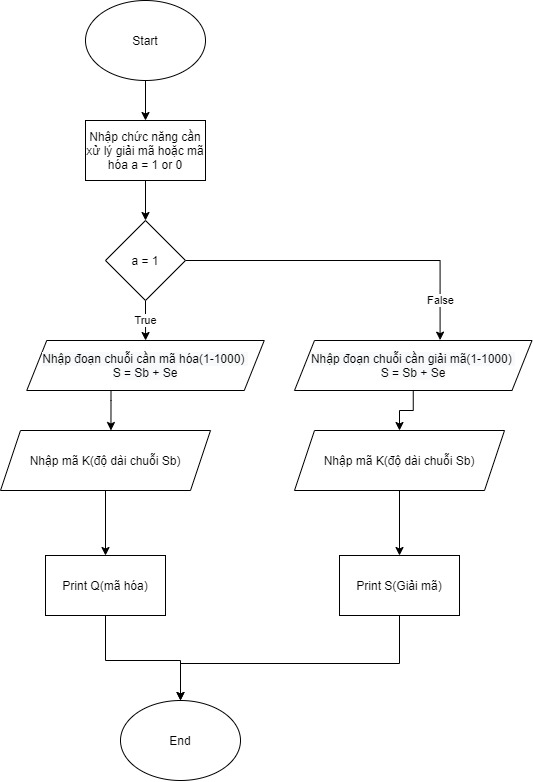 Start
Nhập chức năng cần
xử lý giải mã hoặc mã
hóa a = 1 or 0
a = 1
True
False
Nhập đoạn chuỗi cần mã hóa(1-1000)
S = Sb + Se
Nhập đoạn chuỗi cần giải mã(1-1000)
S = Sb + Se
Nhập mã K(độ dài chuỗi Sb)
Nhập mã K(độ dài chuỗi Sb)
Print Q(mã hóa)
Print S(Giải mã)
End